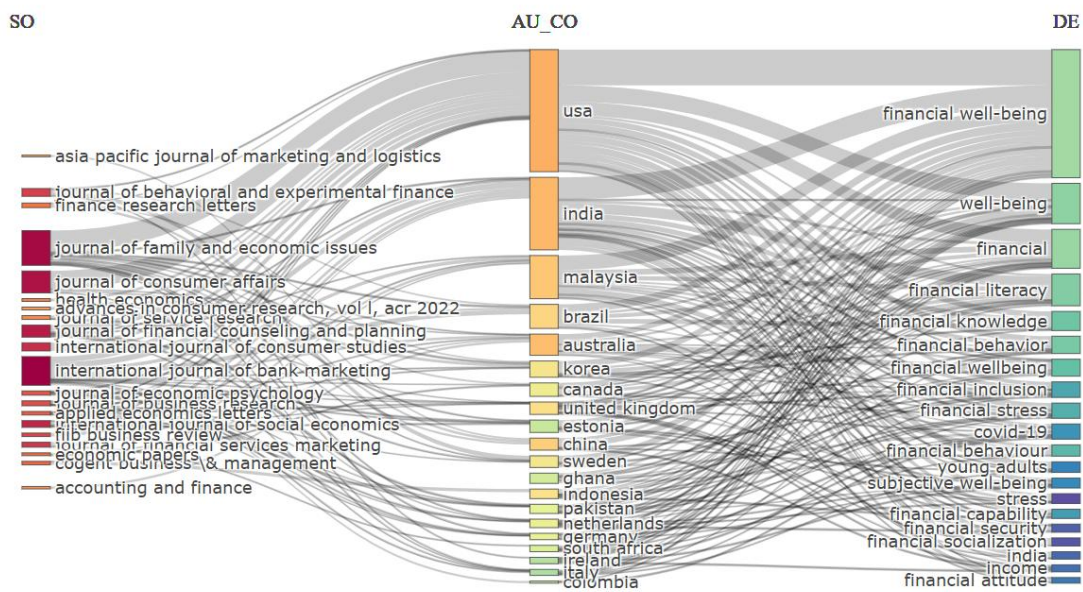 SO
AU_CO
DE
asia pacific journal of marketing and logistics
journal of behavioral and experimental finance
finance research letters
journal of family and economic issues
journal of consumer affairs
health economics
advances in consumer research, vol l, acr 2022
journal of service research
journal of financial counseling and planning
international journal of consumer studies
international journal of bank marketing
journal of economic psychology
journal of business research
applied economics letters
international journal of social economics
fiib business review
journal of financial services marketing
economic papers
cogent business \& management
accounting and finance
usa
india
malaysia
brazil
australia
korea
canada
united kingdom
estonia
china
sweden
ghana
indonesia
pakistan
netherlands
germany
south africa
ireland
italy
colombia
financial well-being
well-being
financial
financial literacy
financial knowledge
financial behavior
financial wellbeing
financial inclusion
financial stress
covid-19
financial behaviour
young adults
subjective well-being
stress
financial capability
financial security
financial socialization
india
income
financial attitude